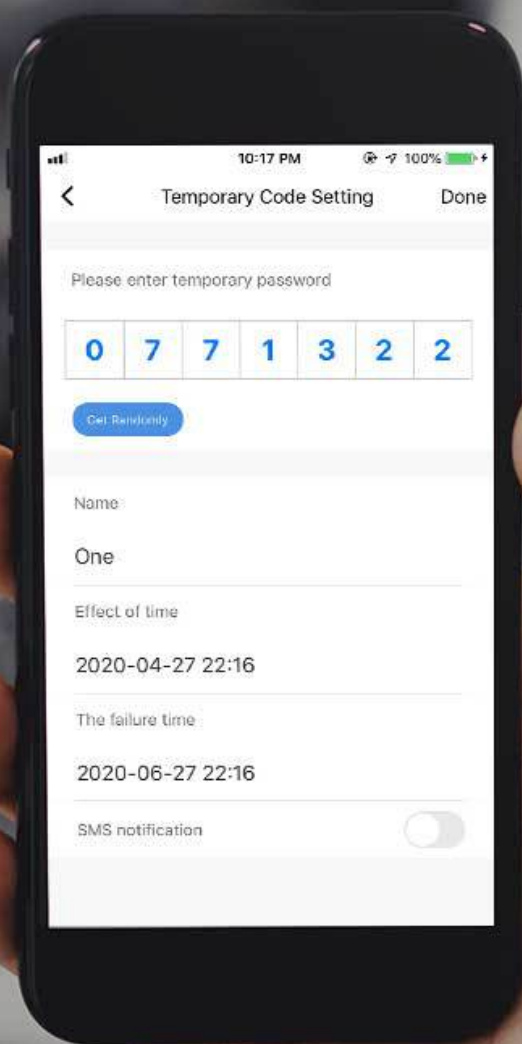 10:17 PM 100%
Temporary Code Setting Done
Please enter temporary password
0 7 7 1 3 2 2
Get Randomly
Name
One
Effect of time
2020-04-27 22:16
The failure time
2020-06-27 22:16
SMS notification